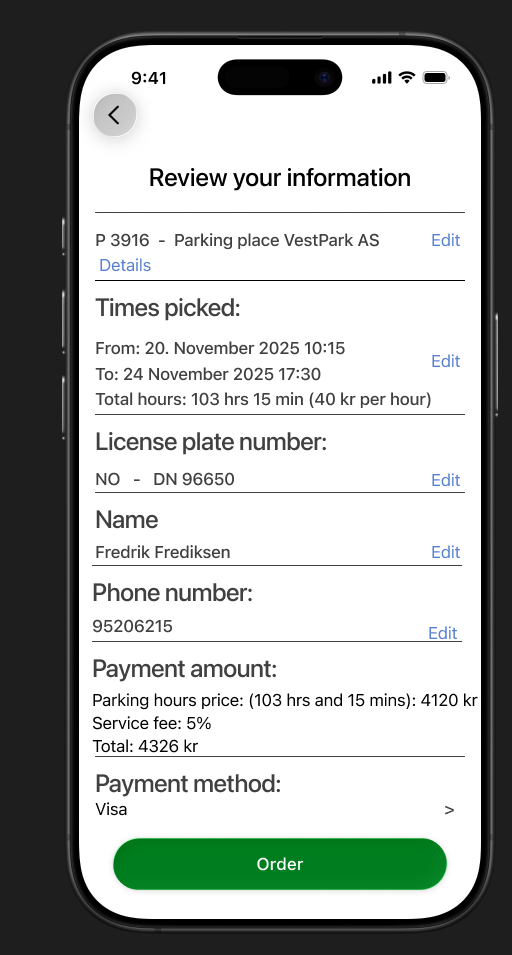 9:41
Review your information
P 3916 - Parking place VestPark AS Edit
Details
Times picked:
From: 20. November 2025 10:15
Edit
To: 24 November 2025 17:30
Total hours: 103 hrs 15 min (40 kr per hour)
License plate number:
NO - DN 96650 Edit
Name
Fredrik Frediksen Edit
Phone number:
95206215 Edit
Payment amount:
Parking hours price: (103 hrs and 15 mins): 4120 kr
Service fee: 5%
Total: 4326 kr
Payment method:
Visa >
Order